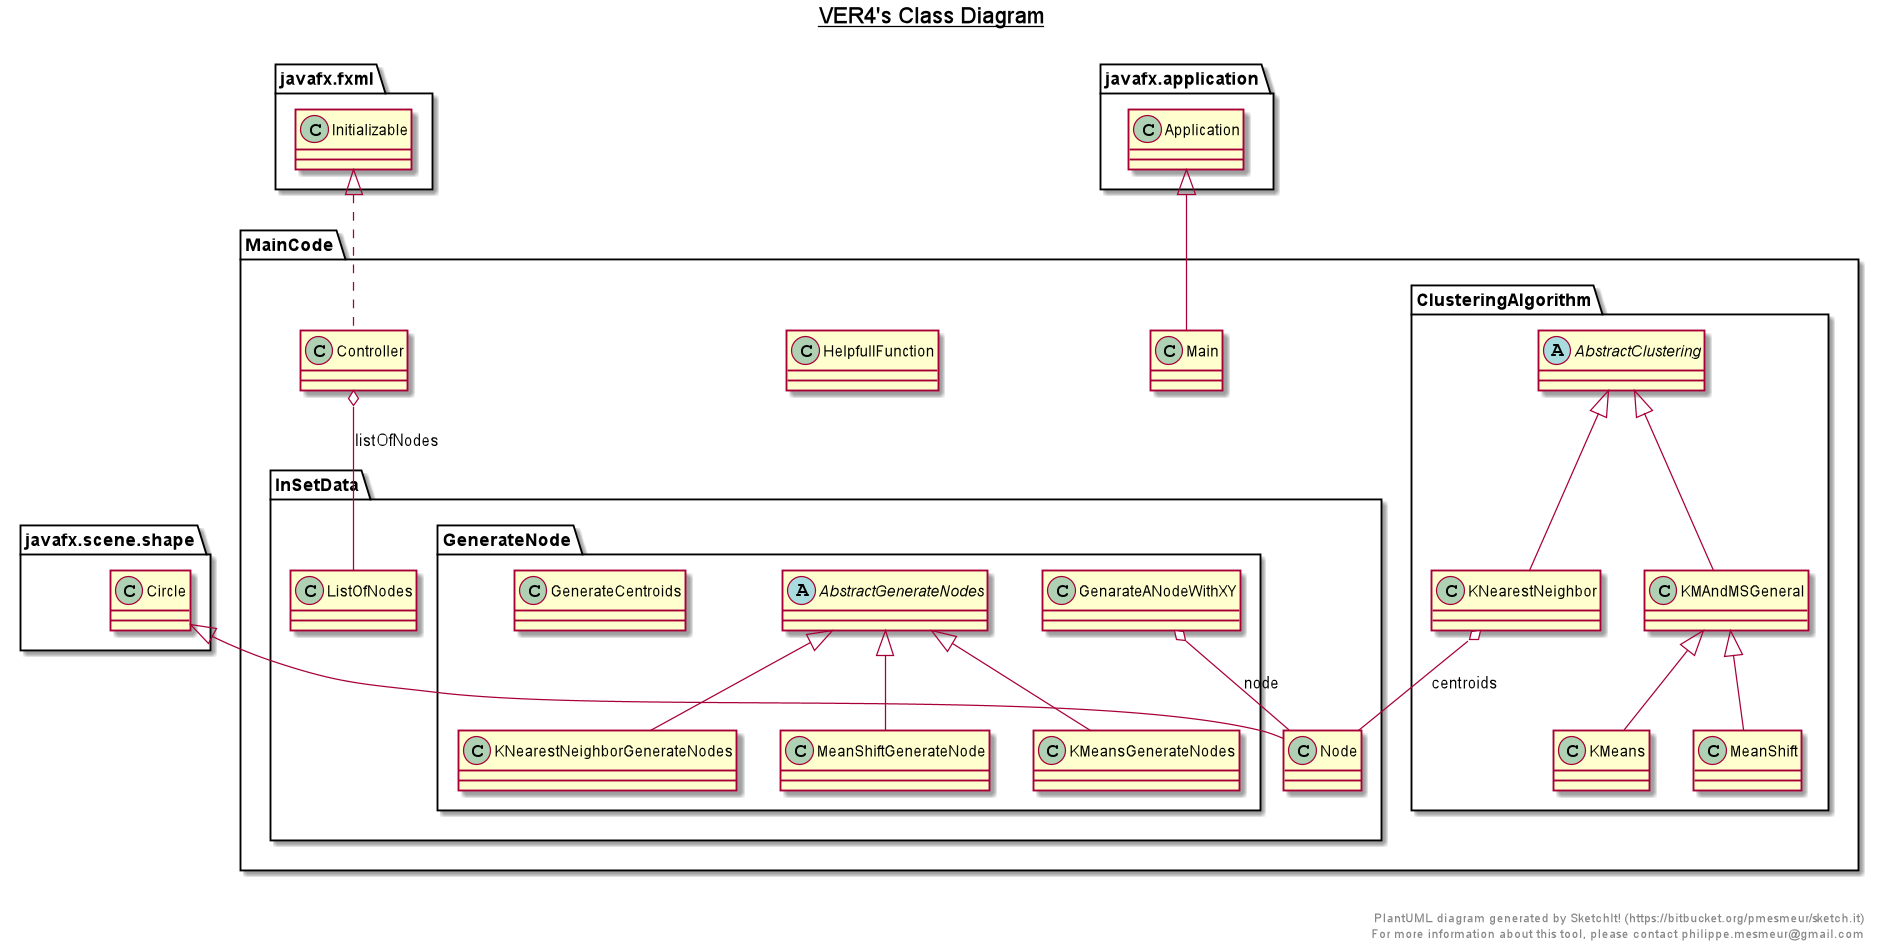 VER4's Class Diagram
javafx.fxml
javafx.application
C Initializable
C Application
MainCode
ClusteringAlgorithm
C Controller
C HelpfullFunction
C Main
A AbstractClustering
listOfNodes
InSetData
javafx.scene.shape
GenerateNode
C Circle
C ListOfNodes
C GenerateCentroids
A AbstractGenerateNodes
C GenarateANodeWithXY
C KNearestNeighbor
C KMAndMSGeneral
node
centroids
C KNearestNeighborGenerateNodes
C MeanShiftGenerateNode
C KMeansGenerateNodes
C Node
C KMeans
C MeanShift
PlantUML diagram generated by SketchIt! (https://bitbucket.org/pmesmeur/sketch.it)
For more information about this tool, please contact philippe.mesmeur@gmail.com